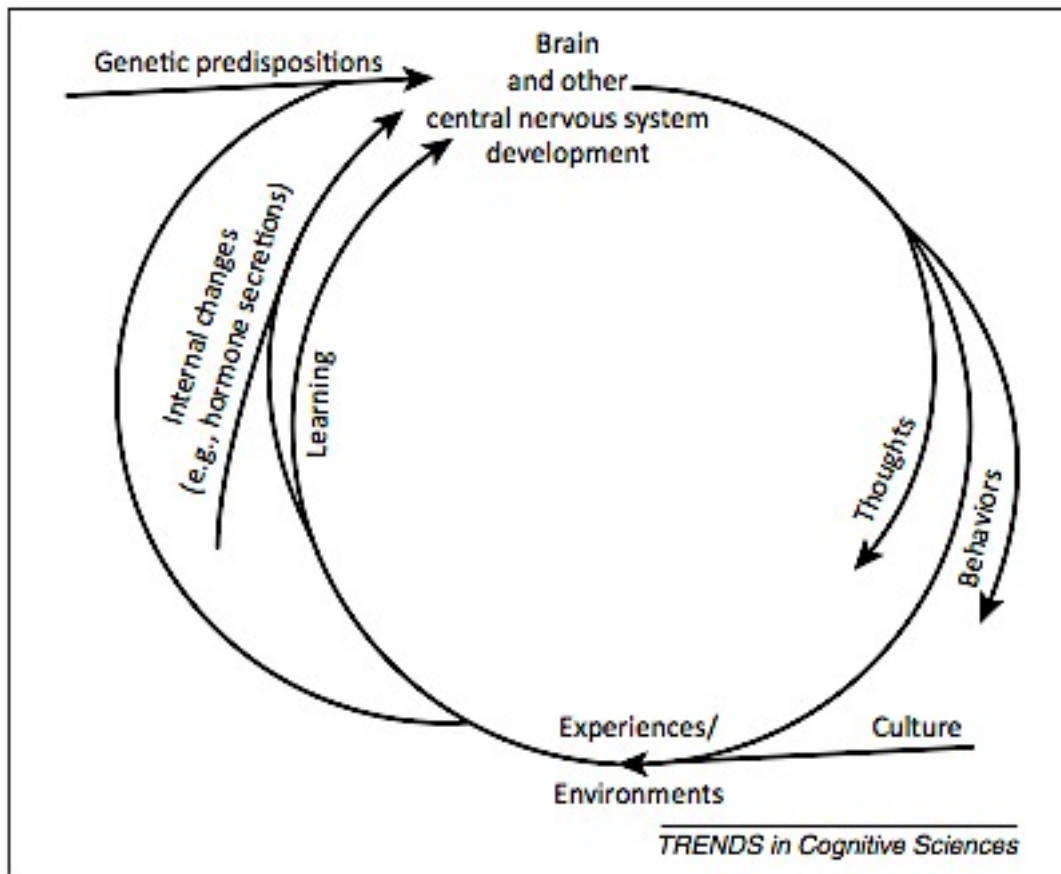 Brain
Genetic predispositions
and other
central nervous system
development
Internal changes
(e.g., hormone secretions)
Learning
Thoughts
Behaviors
Experiences/
Culture
Environments
TRENDS in Cognitive Sciences